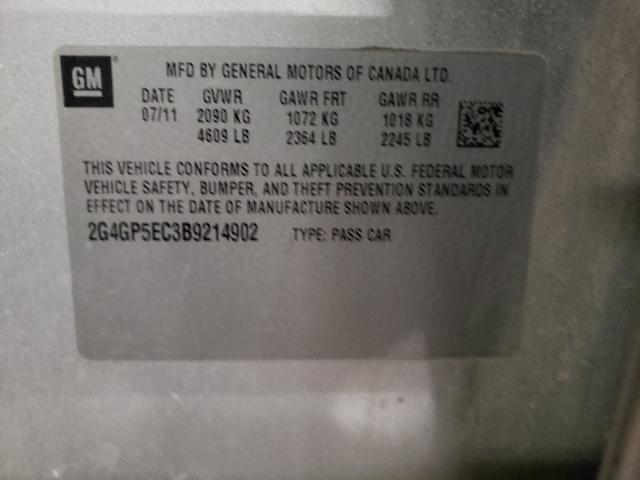 GM
MFD BY GENERAL MOTORS OF CANADA LTD.
DATE GVWR GAWR FRT GAWR RR
07/11 2090 KG 1072 KG 1018 KG
4609 LB 2364 LB 2245 LB
THIS VEHICLE CONFORMS TO ALL APPLICABLE U.S. FEDERAL MOTOR
VEHICLE SAFETY, BUMPER, AND THEFT PREVENTION STANDARDS IN
EFFECT ON THE DATE OF MANUFACTURE SHOWN ABOVE.
2G4GP5EC3B9214902 TYPE: PASS CAR